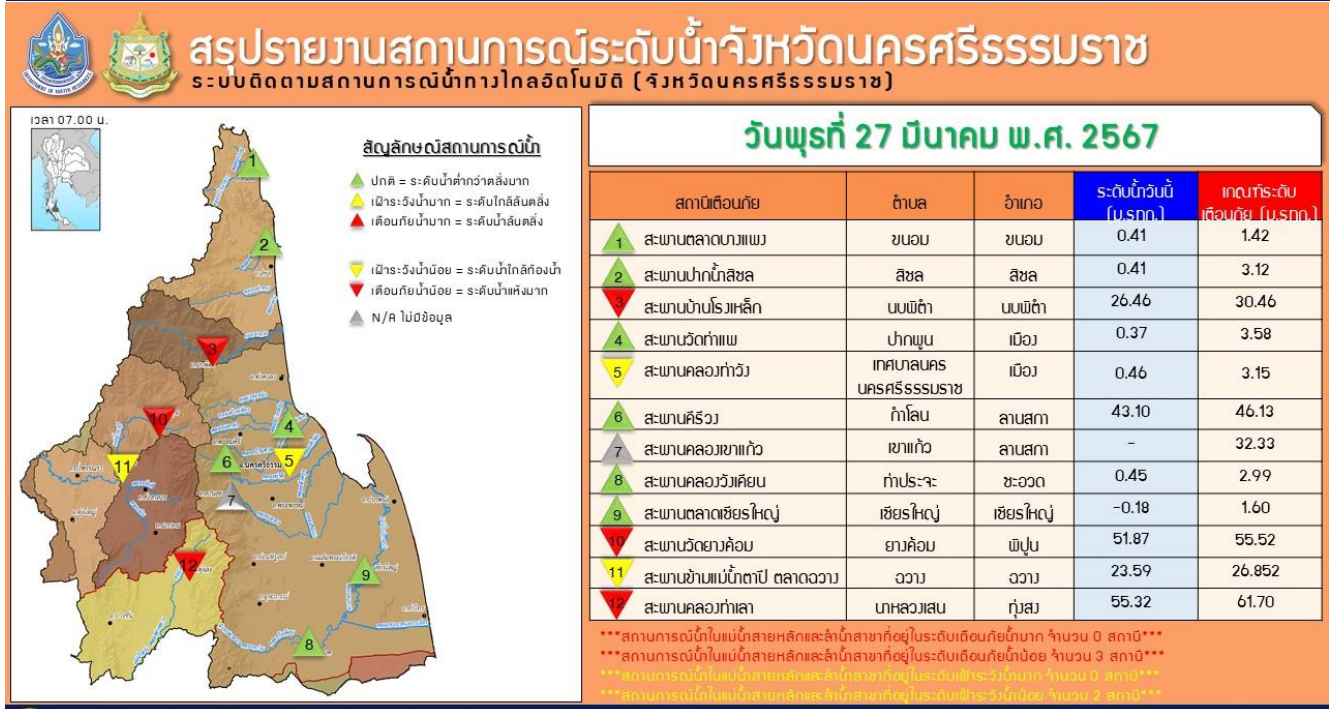 สรุปรายงานสถานการณ์ระดับน้ำจังหวัดนครศรีธรรมราช
ระบบติดตามสถานการณ์น้ำทางไกลอัตโนมัติ (จังหวัดนครศรีธรรมราช)
เวลา 07.00 น.
สัญลักษณ์สถานการณ์น้ำ
ปกติ = ระดับน้ำต่ำกว่าตลิ่งมาก
เฝ้าระวังน้ำมาก = ระดับใกล้ล้นตลิ่ง
เตือนภัยน้ำมาก = ระดับน้ำล้นตลิ่ง
เฝ้าระวังน้ำน้อย = ระดับน้ำใกล้ท้องน้ำ
เตือนภัยน้ำน้อย = ระดับน้ำแห้งมาก
N/A ไม่มีข้อมูล
1
2
3
10
4
11
6
5
7
12
9
8
วันพุธที่ 27 มีนาคม พ.ศ. 2567
สถานีเตือนภัย ตำบล อำเภอ ระดับน้ำวันนี้ (ม.รทก.) เกณฑ์ระดับเตือนภัย (ม.รทก.)
1 สะพานตลาดบางแพง ขนอม ขนอม 0.41 1.42
2 สะพานปากน้ำสิชล สิชล สิชล 0.41 3.12
3 สะพานบ้านโรงเหล็ก นบพิตำ นบพิตำ 26.46 30.46
4 สะพานวัดท่าแพ ปากพูน เมือง 0.37 3.58
5 สะพานคลองท่าวัง เทศบาลนครนครศรีธรรมราช เมือง 0.46 3.15
6 สะพานคีรีวง กำโลน ลานสกา 43.10 46.13
7 สะพานคลองเขาแก้ว เขาแก้ว ลานสกา - 32.33
8 สะพานคลองวังเคียน ท่าประจะ ชะอวด 0.45 2.99
9 สะพานตลาดเชียรใหญ่ เชียรใหญ่ เชียรใหญ่ -0.18 1.60
10 สะพานวัดยางค้อม ยางค้อม พิปูน 51.87 55.52
11 สะพานข้ามแม่น้ำตาปี ตลาดฉวาง ฉวาง ฉวาง 23.59 26.852
12 สะพานคลองท่าเลา นาหลวงเสน ทุ่งสง 55.32 61.70
***สถานการณ์น้ำในแม่น้ำสายหลักและลำน้ำสาขาที่อยู่ในระดับเตือนภัยน้ำมาก จำนวน 0 สถานี***
***สถานการณ์น้ำในแม่น้ำสายหลักและลำน้ำสาขาที่อยู่ในระดับเตือนภัยน้ำน้อย จำนวน 3 สถานี***
***สถานการณ์น้ำในแม่น้ำสายหลักและลำน้ำสาขาที่อยู่ในระดับเฝ้าระวังน้ำมาก จำนวน 0 สถานี***
***สถานการณ์น้ำในแม่น้ำสายหลักและลำน้ำสาขาที่อยู่ในระดับเฝ้าระวังน้ำน้อย จำนวน 2 สถานี***